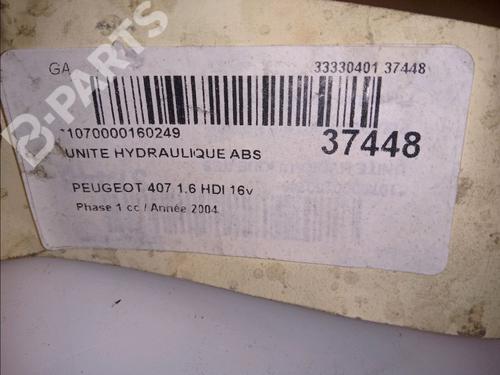 GA
33330401 37448
B-PARTS
1070000160249
37448
UNITE HYDRAULIQUE ABS
PEUGEOT 407 1.6 HDI 16v
Phase 1 cc / Année 2004